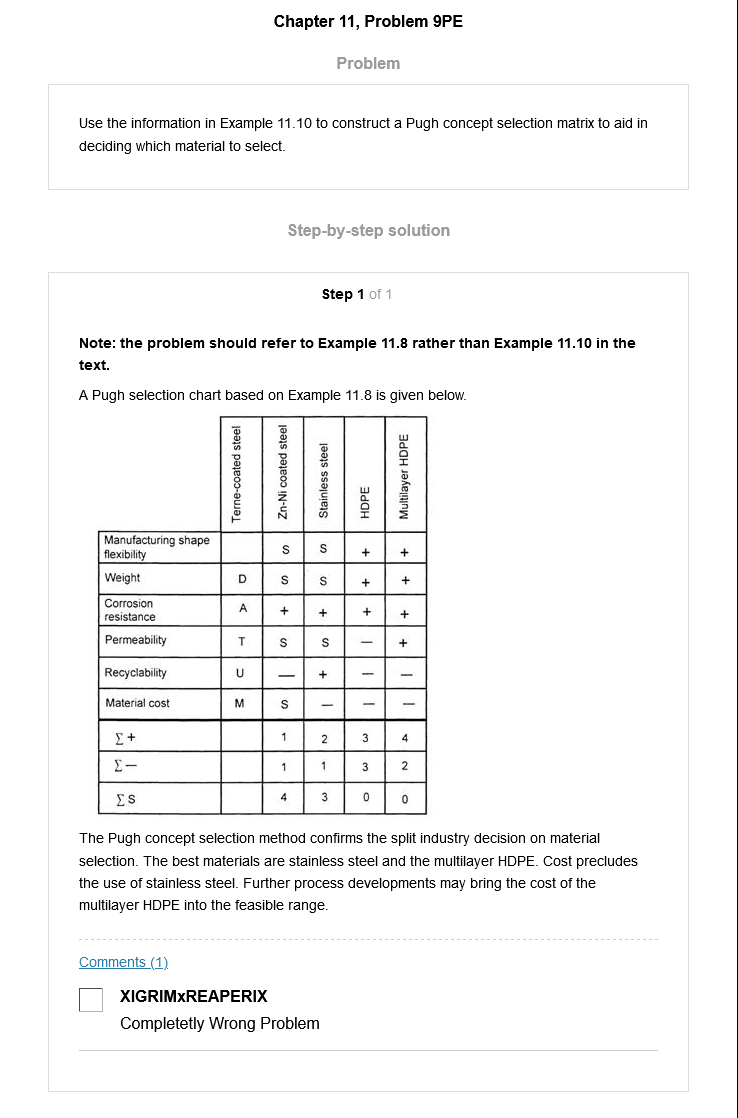 Chapter 11, Problem 9PE
Problem
Use the information in Example 11.10 to construct a Pugh concept selection matrix to aid in
deciding which material to select.
Step-by-step solution
Step 1 of 1
Note: the problem should refer to Example 11.8 rather than Example 11.10 in the
text.
A Pugh selection chart based on Example 11.8 is given below.
Terne-coated steel Zn-Ni coated steel Stainless steel HDPE Multilayer HDPE
Manufacturing shape
flexibility S S + +
Weight D S S + +
Corrosion
resistance A + + + +
Permeability T S S — +
Recyclability U — + — —
Material cost M S — — —
∑ + 1 2 3 4
∑ — 1 1 3 2
∑ S 4 3 0 0
The Pugh concept selection method confirms the split industry decision on material
selection. The best materials are stainless steel and the multilayer HDPE. Cost precludes
the use of stainless steel. Further process developments may bring the cost of the
multilayer HDPE into the feasible range.
Comments (1)
XIGRIMxREAPERIX
Completetly Wrong Problem